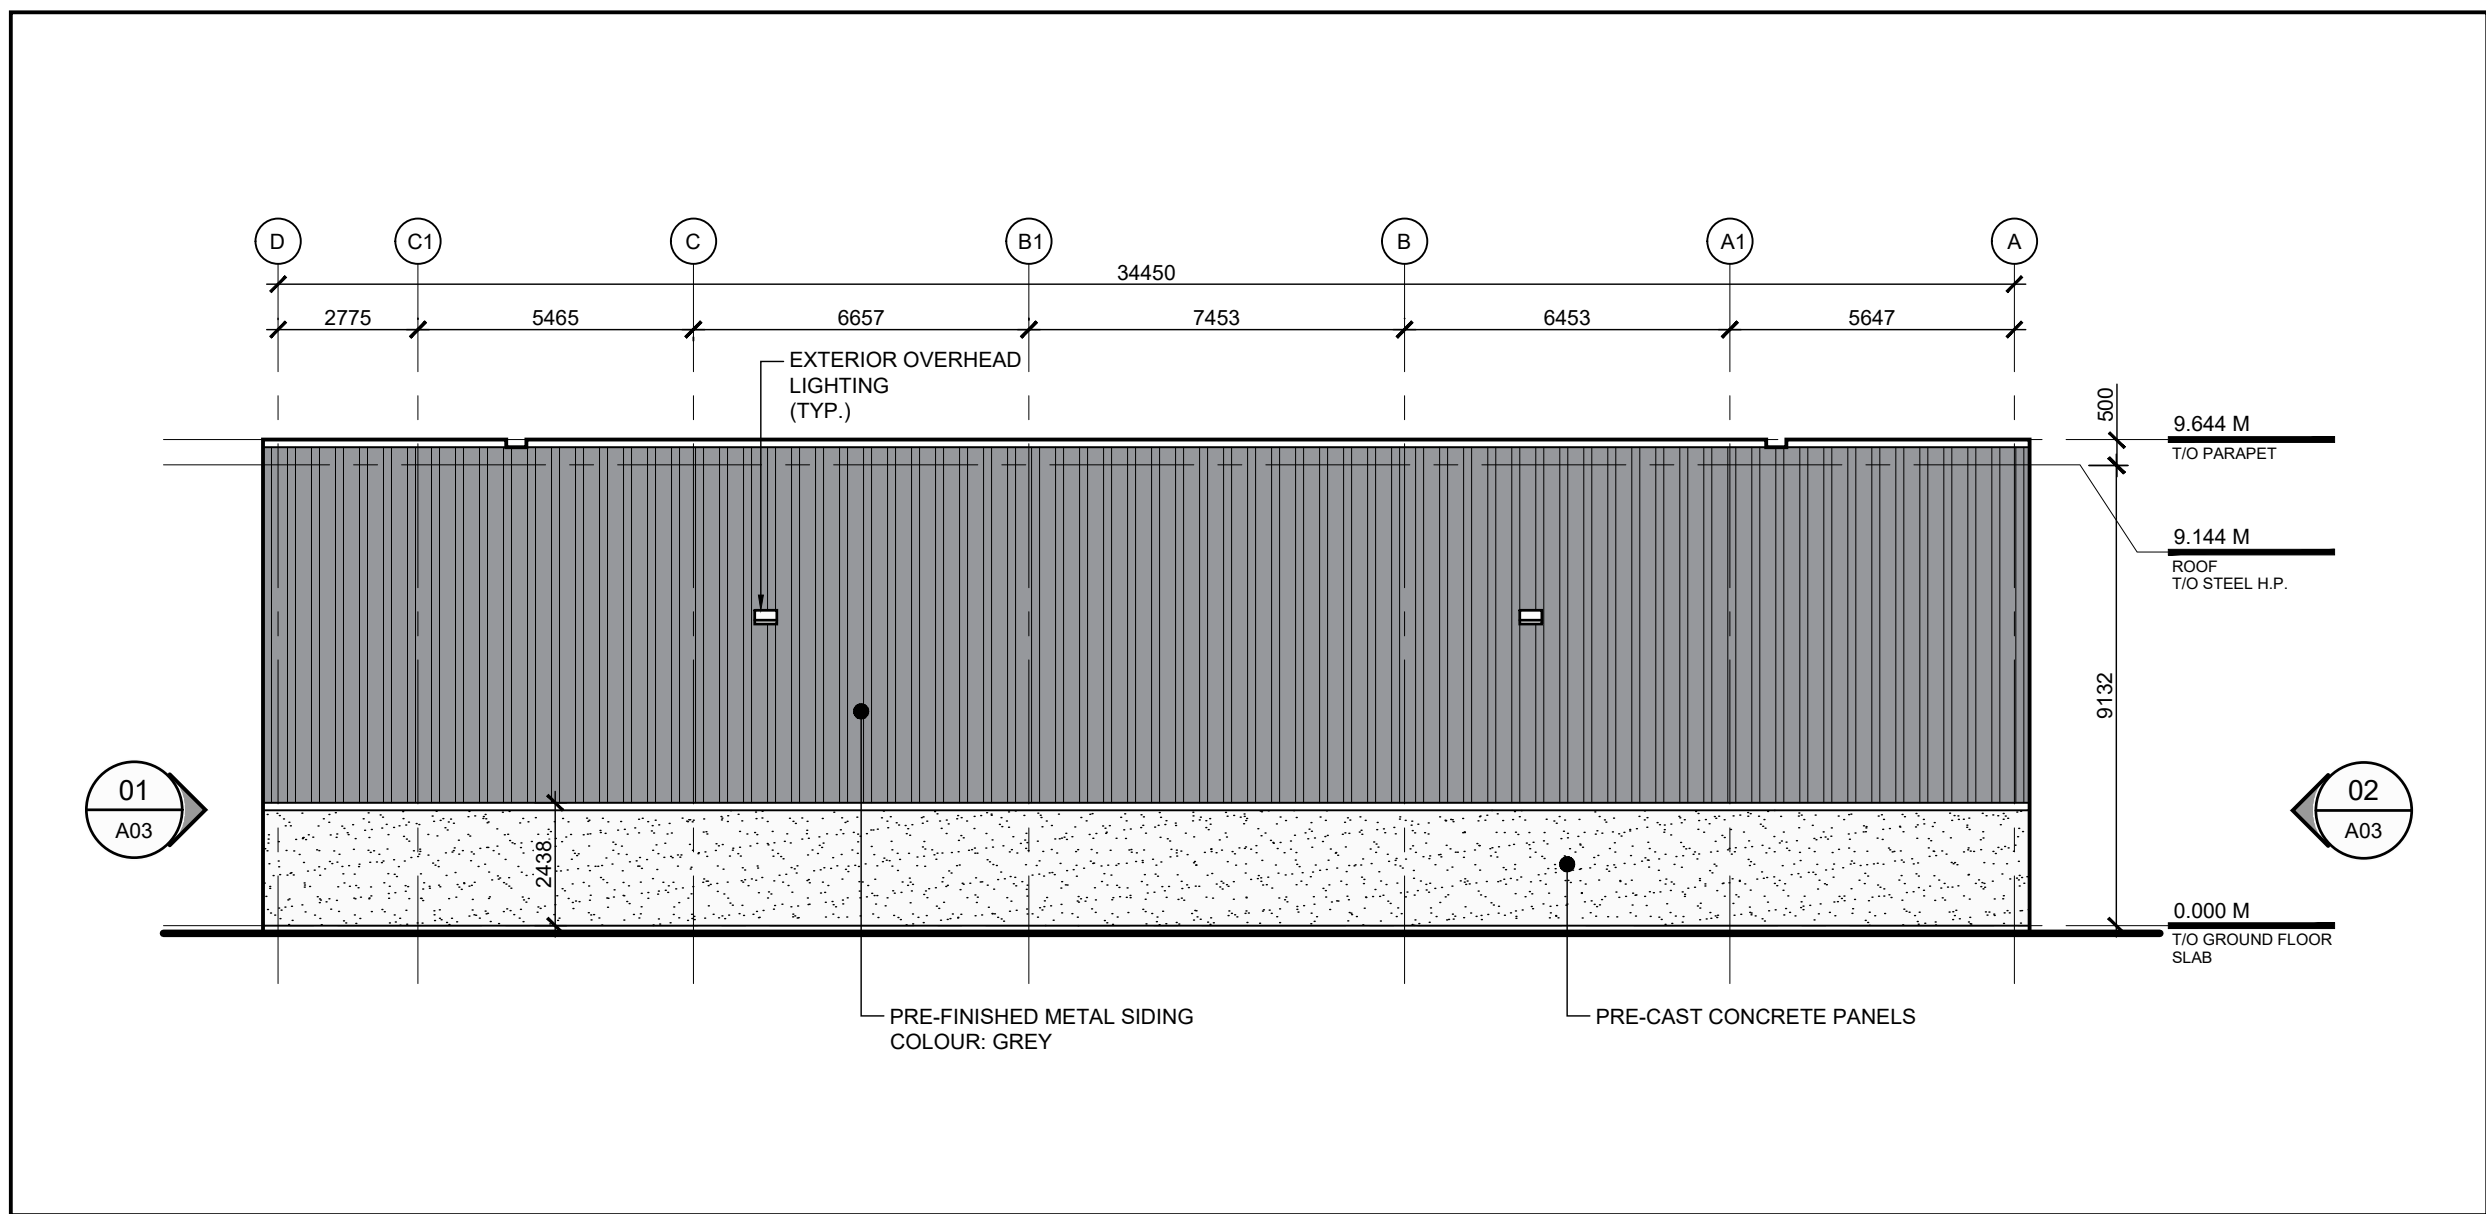 D
C1
C
B1
B
A1
A
34450
2775
5465
6657
7453
6453
5647
EXTERIOR OVERHEAD
LIGHTING
(TYP.)
500
9.644 M
T/O PARAPET
9.144 M
ROOF
T/O STEEL H.P.
9132
01
A03
02
A03
2438
0.000 M
T/O GROUND FLOOR
SLAB
PRE-FINISHED METAL SIDING
COLOUR: GREY
PRE-CAST CONCRETE PANELS